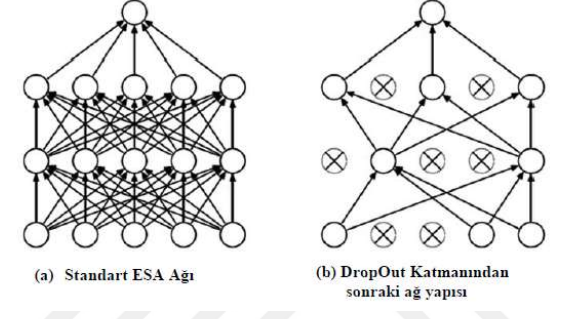 (a) Standart ESA Ağı
(b) DropOut Katmanından
sonraki ağ yapısı